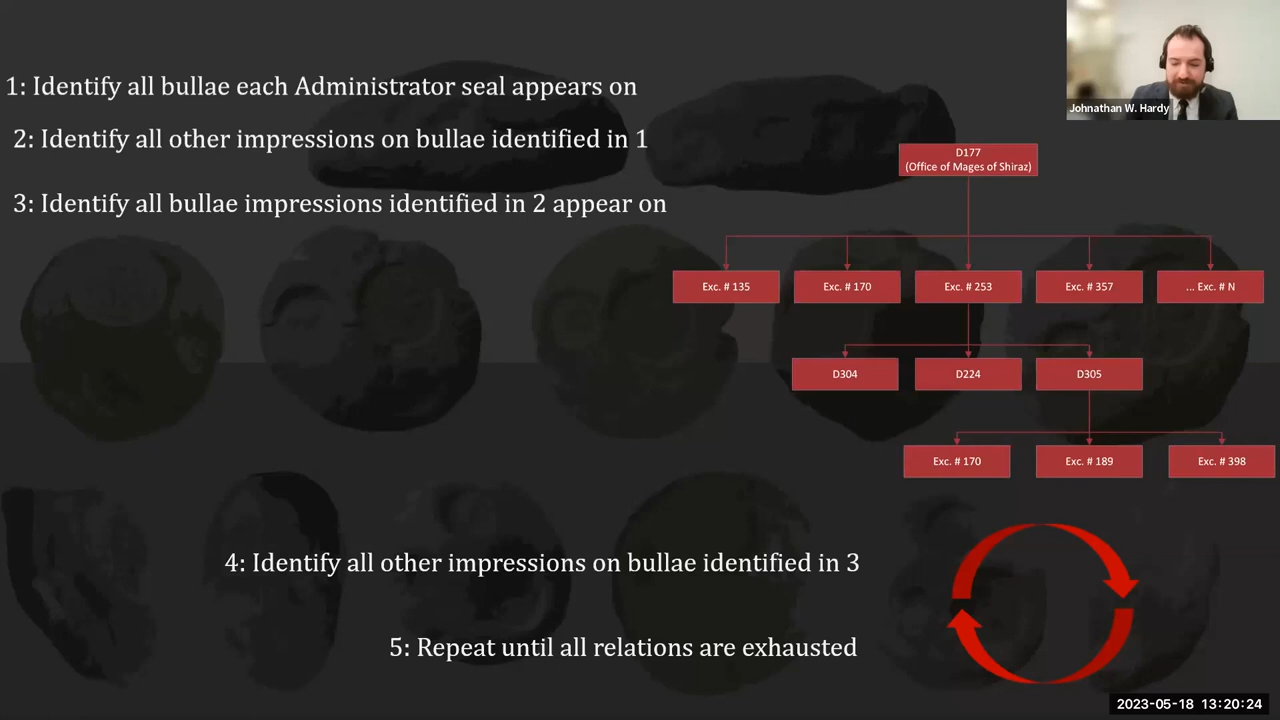 1: Identify all bullae each Administrator seal appears on
2: Identify all other impressions on bullae identified in 1
3: Identify all bullae impressions identified in 2 appear on
Johnathan W. Hardy
D177
(Office of Mages of Shiraz)
Exc. # 135
Exc. # 170
Exc. # 253
Exc. # 357
... Exc. # N
D304
D224
D305
Exc. # 170
Exc. # 189
Exc. # 398
4: Identify all other impressions on bullae identified in 3
5: Repeat until all relations are exhausted
2023-05-18 13:20:24